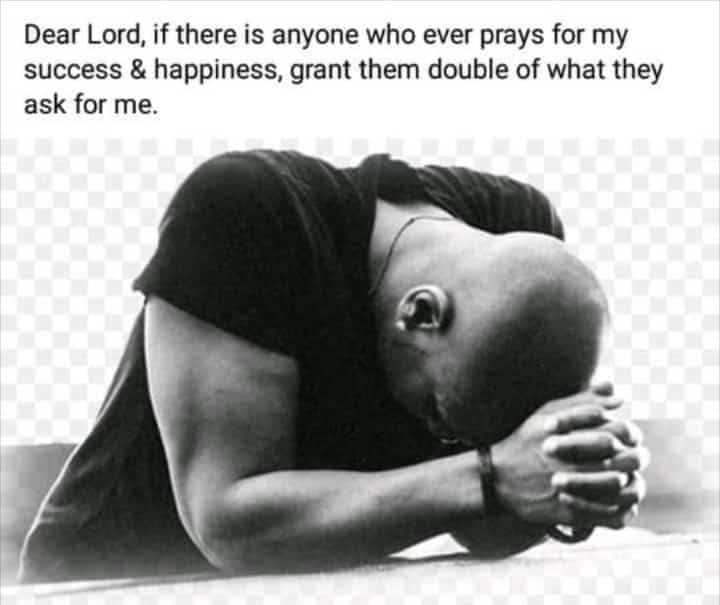 Dear Lord, if there is anyone who ever prays for my
success & happiness, grant them double of what they
ask for me.